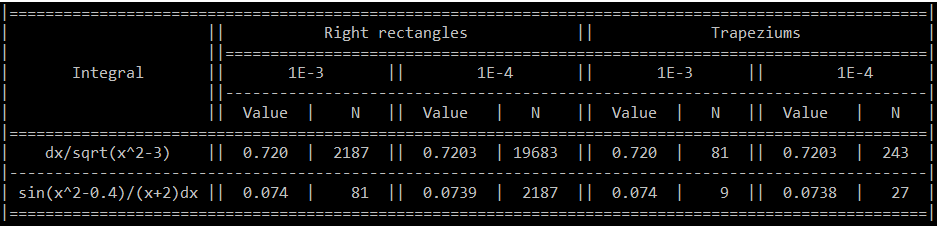 Right rectangles || Trapeziums
Integral || 1E-3 || 1E-4 || 1E-3 || 1E-4
|| Value | N || Value | N || Value | N || Value | N
dx/sqrt(x^2-3) || 0.720 | 2187 || 0.7203 | 19683 || 0.720 | 81 || 0.7203 | 243
sin(x^2-0.4)/(x+2)dx || 0.074 | 81 || 0.0739 | 2187 || 0.074 | 9 || 0.0738 | 27